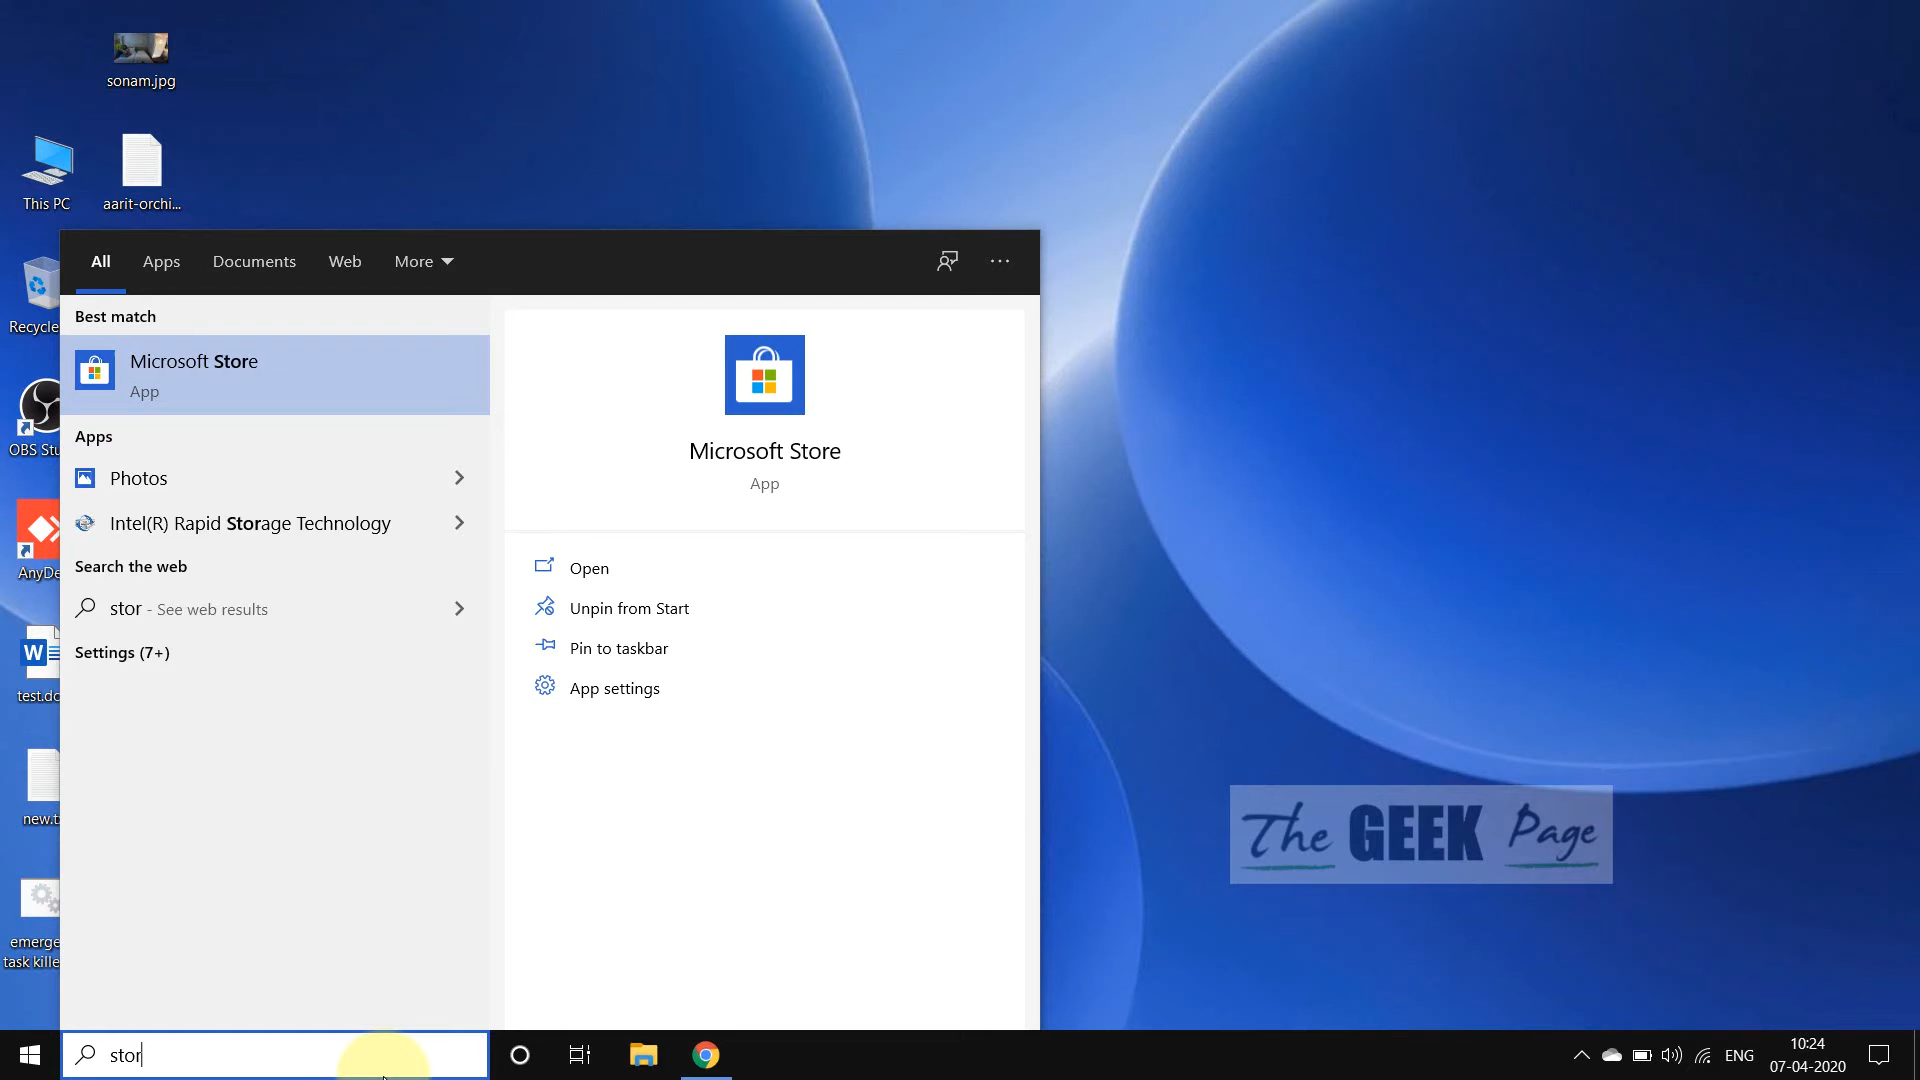 sonam.jpg
This PC
aarit-orchi...
Recycle
OBS Stu
AnyDe
test.dc
new.t
emerge
task kille
All Apps Documents Web More
Best match
Microsoft Store
App
Apps
Photos
Intel(R) Rapid Storage Technology
Search the web
stor - See web results
Settings (7+)
Microsoft Store
App
Open
Unpin from Start
Pin to taskbar
App settings
The GEEK Page
W
stor
ENG
10:24
07-04-2020